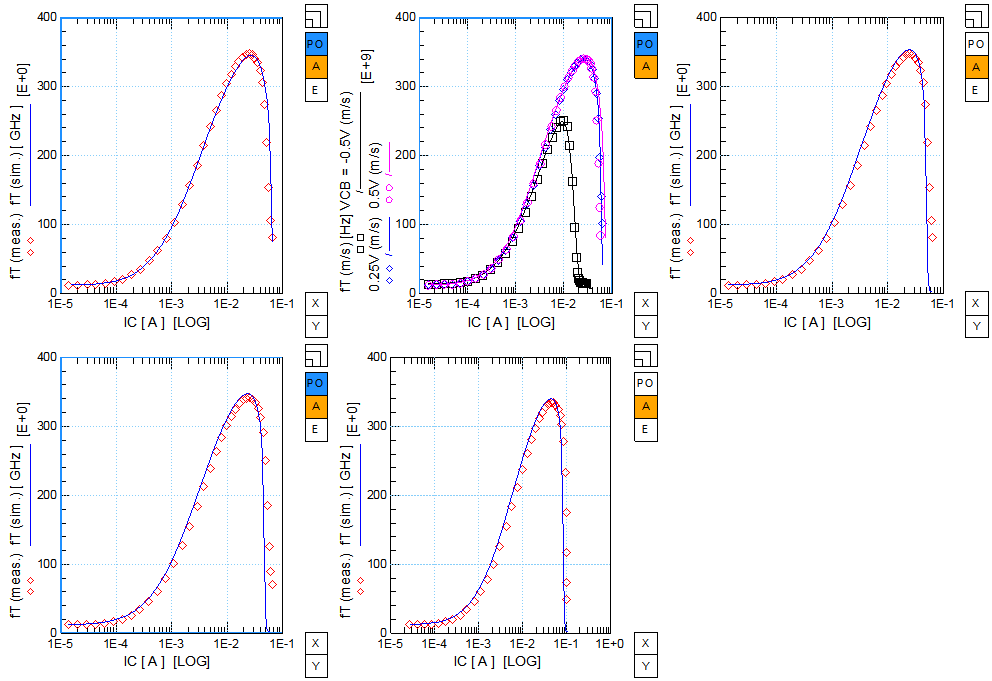 400
300
200
100
0
fT (meas.) fT (sim.) [ GHz ] [E+0]
1E-5 1E-4 1E-3 1E-2 1E-1
IC [ A ] [LOG]
PO
A
E
X
Y
400
300
200
100
0
fT (m/s) [Hz] VCB = -0.5V (m/s) [E+9]
0.25V (m/s) 0.5V (m/s)
1E-5 1E-4 1E-3 1E-2 1E-1
IC [ A ] [LOG]
PO
A
X
Y
400
300
200
100
0
fT (meas.) fT (sim.) [ GHz ] [E+0]
1E-5 1E-4 1E-3 1E-2 1E-1
IC [ A ] [LOG]
PO
A
E
X
Y
400
300
200
100
0
fT (meas.) fT (sim.) [ GHz ] [E+0]
1E-5 1E-4 1E-3 1E-2 1E-1
IC [ A ] [LOG]
PO
A
E
X
Y
400
300
200
100
0
fT (meas.) fT (sim.) [ GHz ] [E+0]
1E-5 1E-4 1E-3 1E-2 1E-1 1E+0
IC [ A ] [LOG]
PO
A
E
X
Y